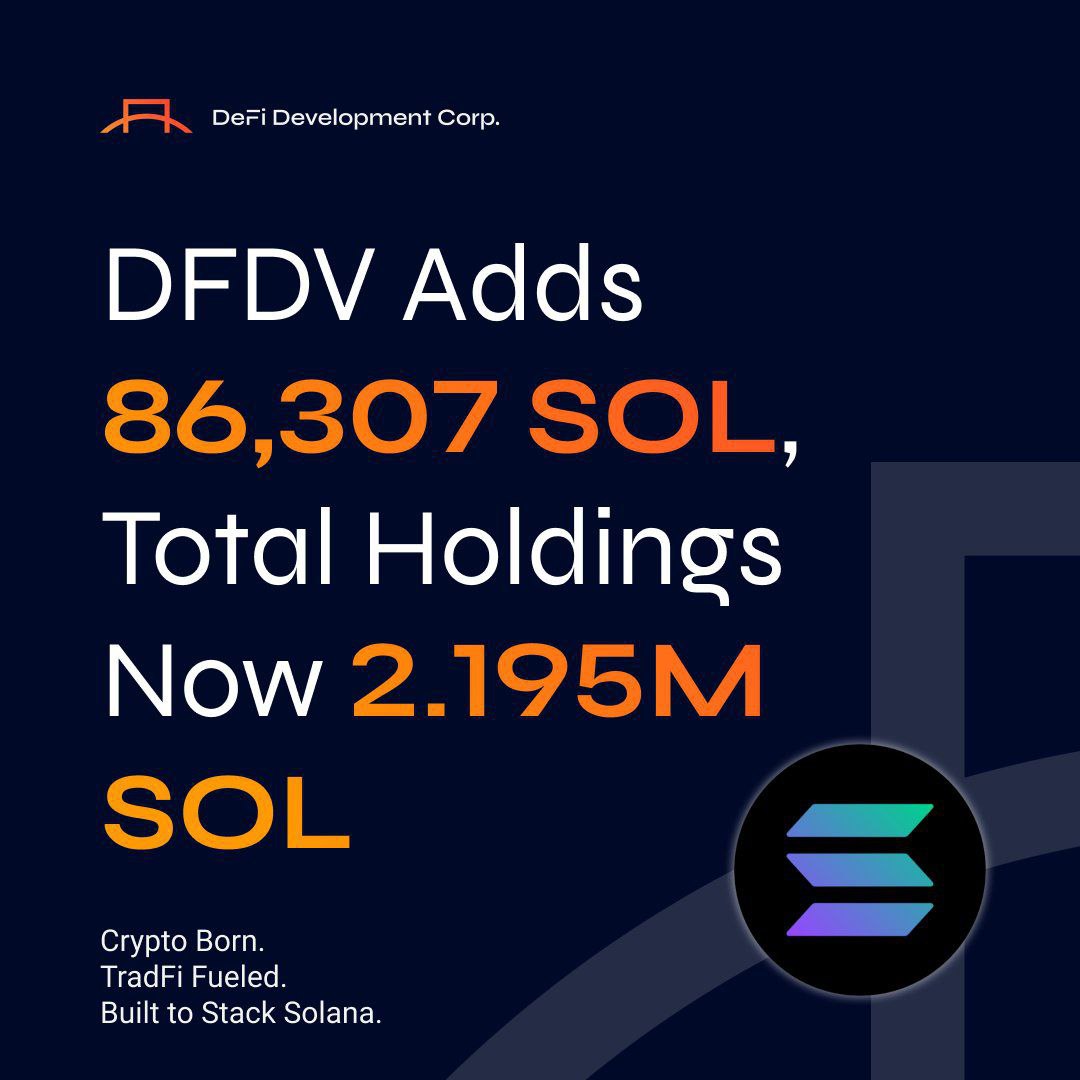 DeFi Development Corp.
DFDV Adds
86,307 SOL,
Total Holdings
Now 2.195M
SOL
Crypto Born.
TradFi Fueled.
Built to Stack Solana.